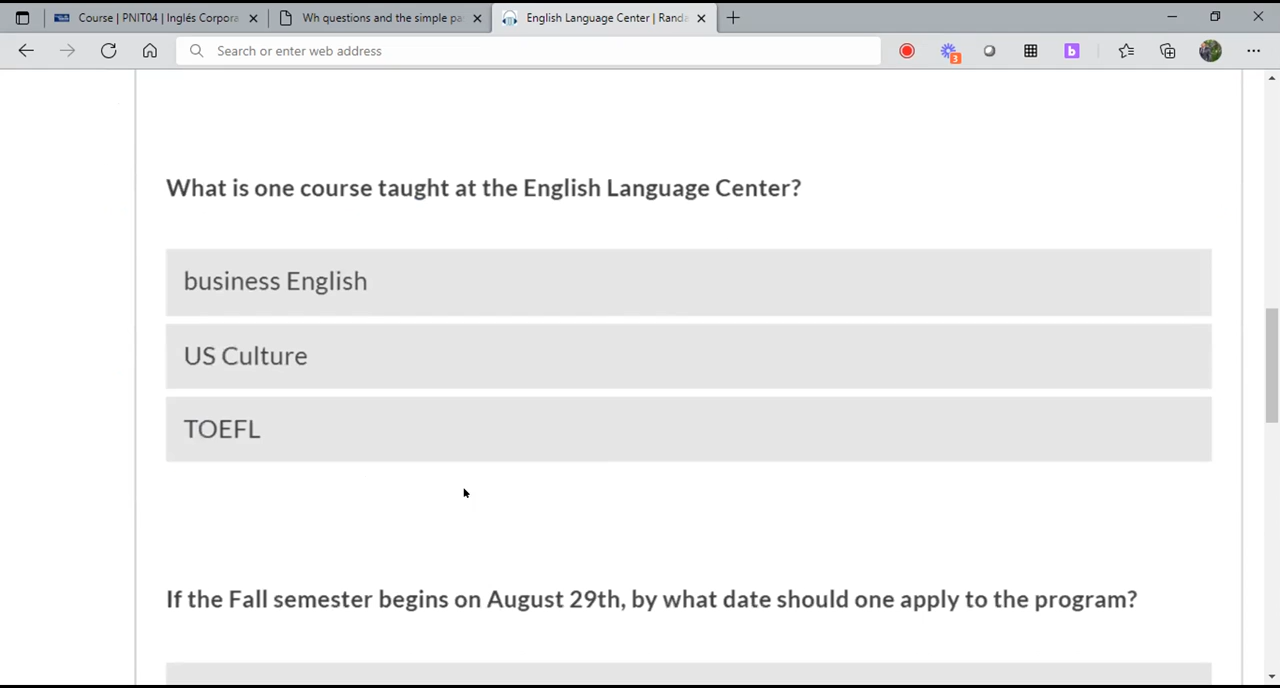 Course | PNIT04 | Inglés Corpora
Wh questions and the simple pa
English Language Center | Randa
Search or enter web address
3
b
What is one course taught at the English Language Center?
business English
US Culture
TOEFL
If the Fall semester begins on August 29th, by what date should one apply to the program?